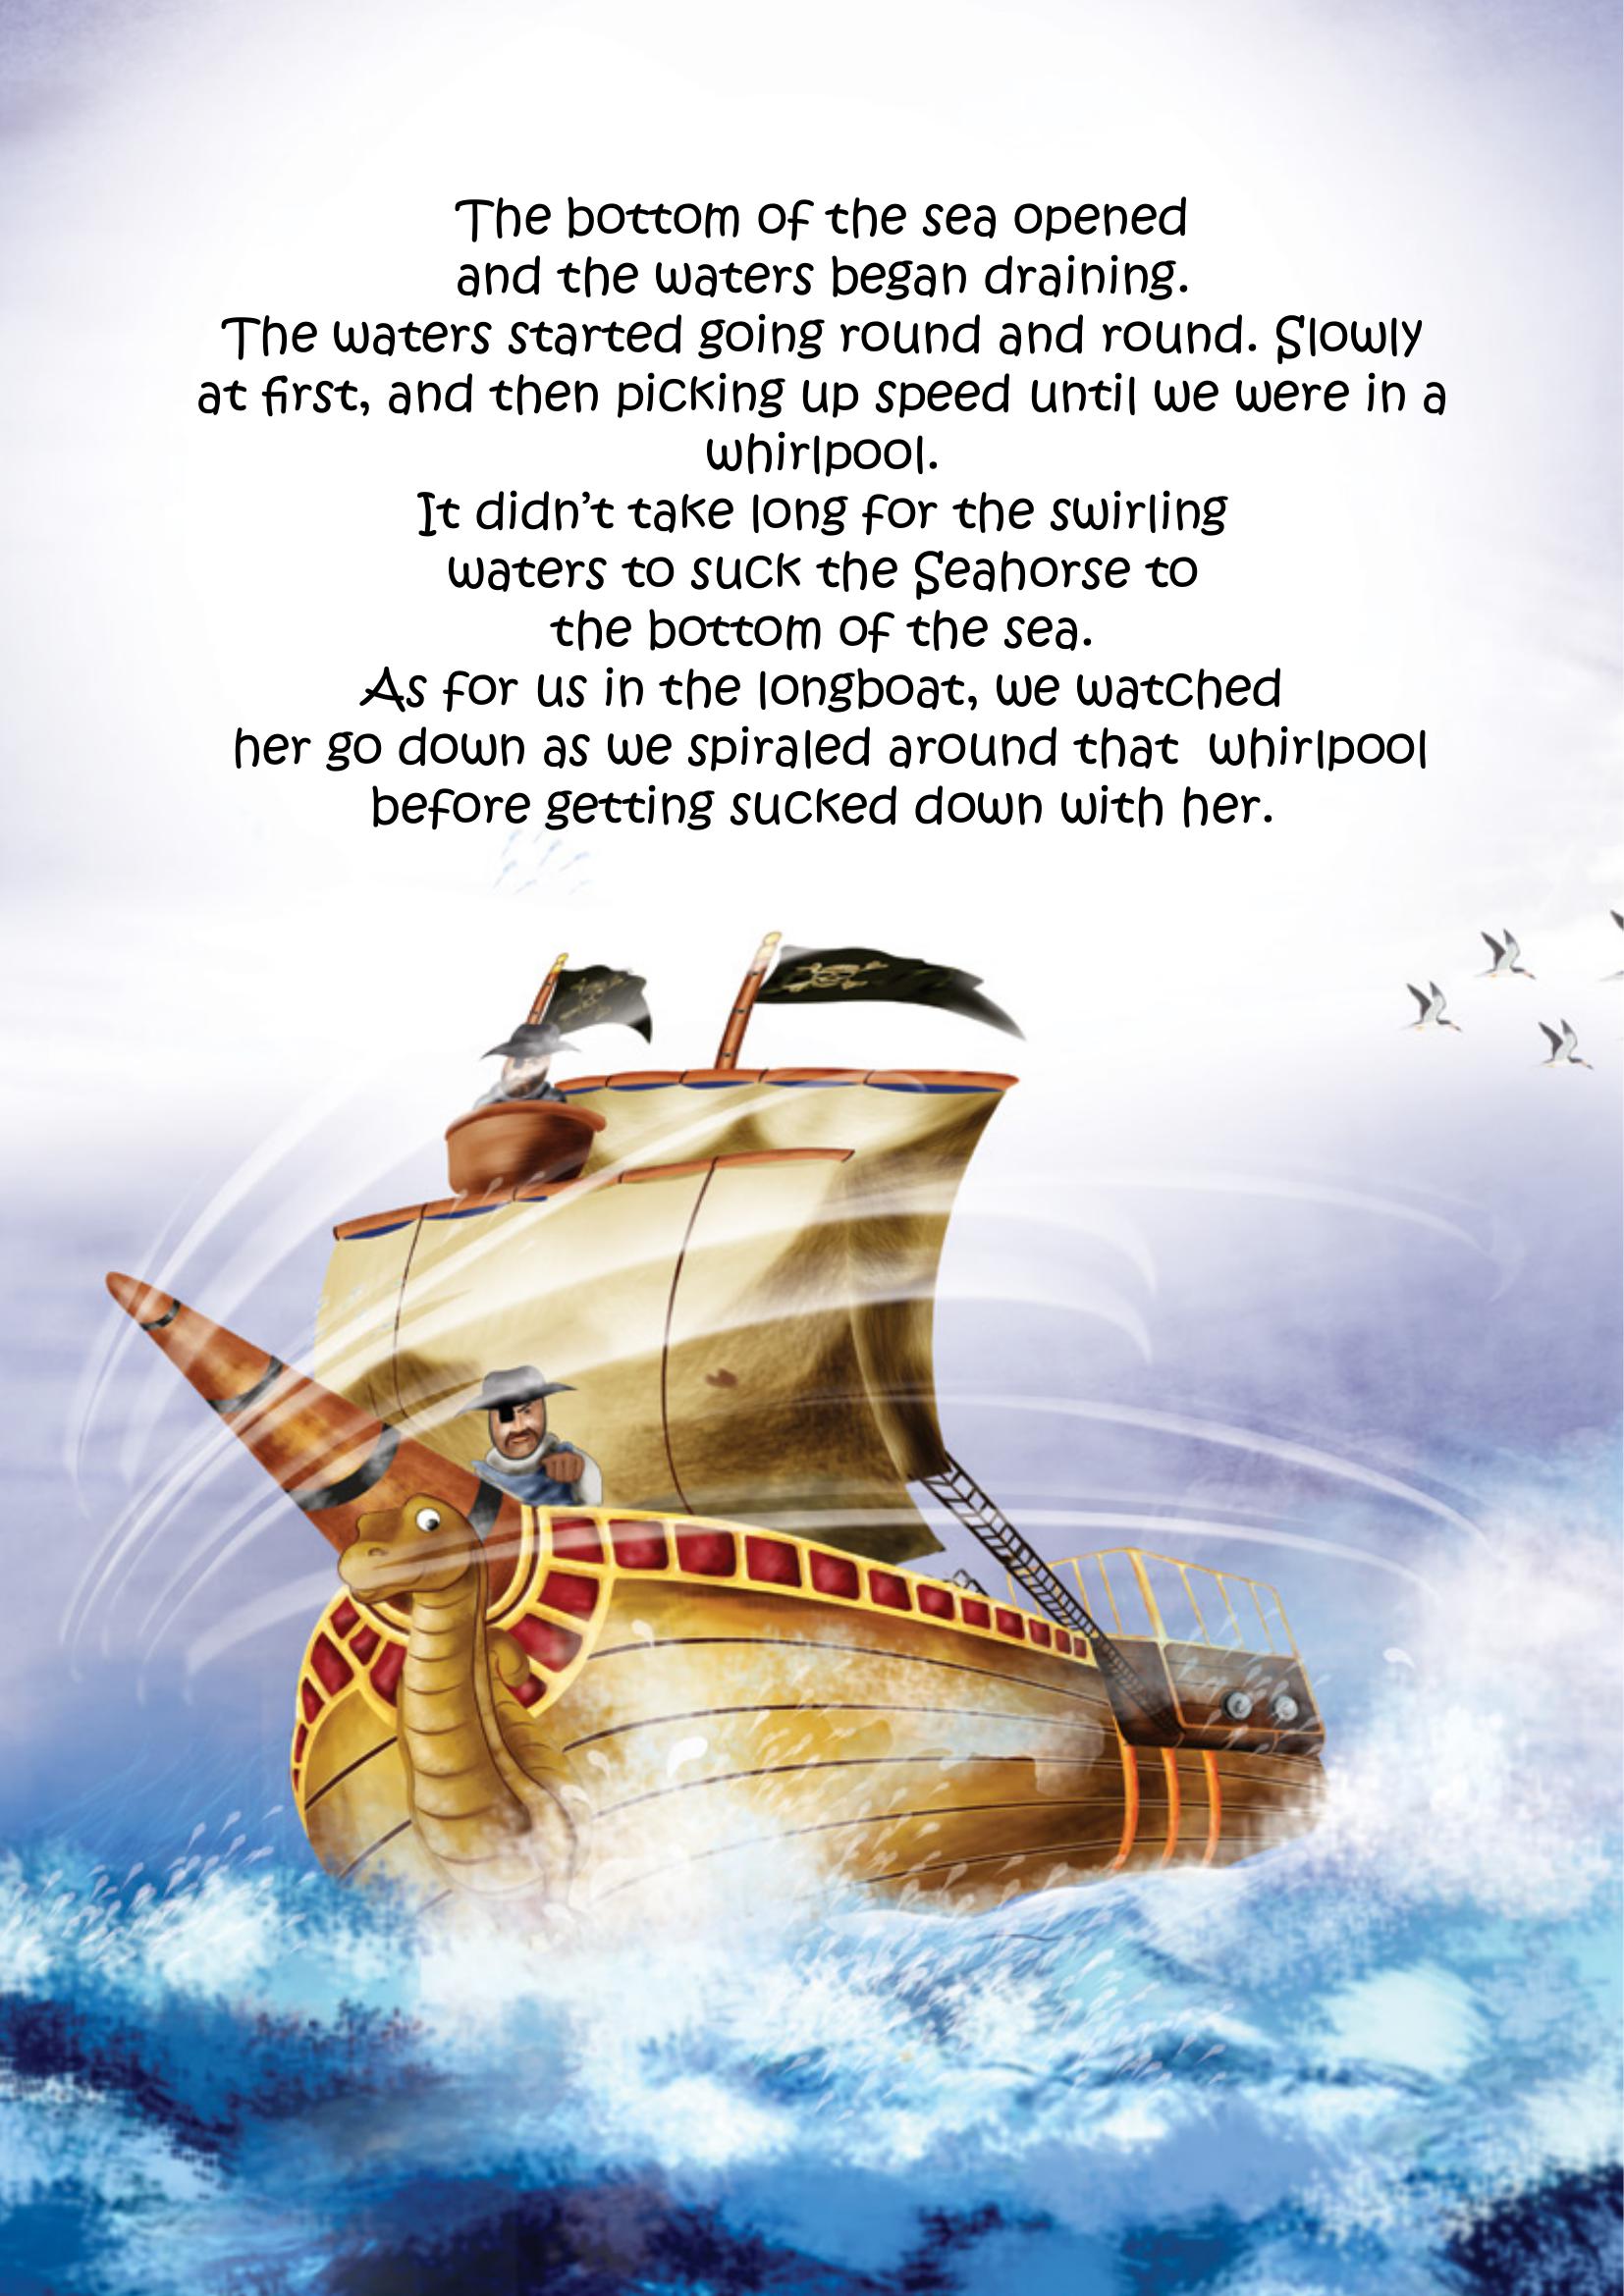 The bottom of the sea opened
and the waters began draining.
The waters started going round and round. Slowly
at first, and then picking up speed until we were in a
whirlpool.
It didn’t take long for the swirling
waters to suck the Seahorse to
the bottom of the sea.
As for us in the longboat, we watched
her go down as we spiraled around that  whirlpool
before getting sucked down with her.